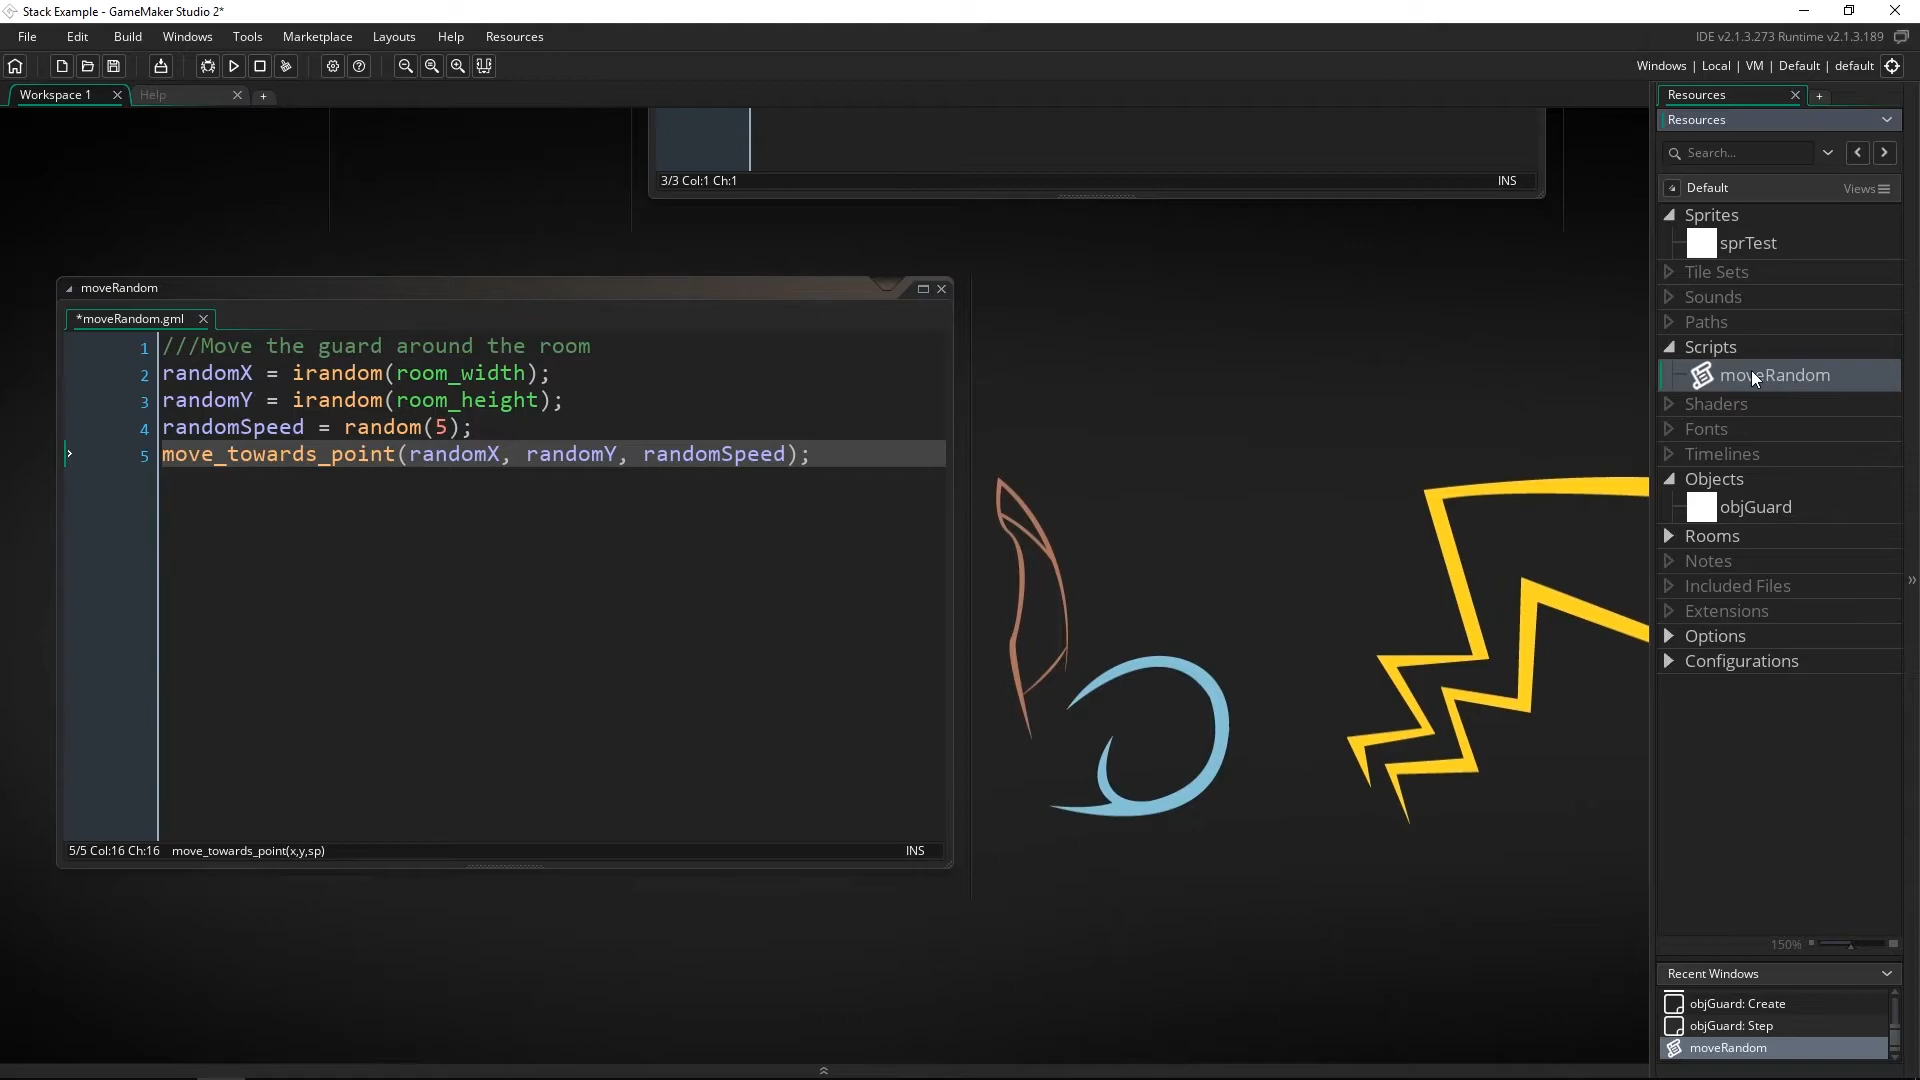 Stack Example - GameMaker Studio 2*
File Edit Build Windows Tools Marketplace Layouts Help Resources
IDE v2.1.3.273 Runtime v2.1.3.189
Windows | Local | VM | Default | default
Workspace 1
Help
3/3 Col:1 Ch:1 INS
moveRandom
*moveRandom.gml
1 ///Move the guard around the room
2 randomX = irandom(room_width);
3 randomY = irandom(room_height);
4 randomSpeed = random(5);
5 move_towards_point(randomX, randomY, randomSpeed);
5/5 Col:16 Ch:16 move_towards_point(x,y,sp) INS
Resources
Resources
Search...
Default Views
Sprites
sprTest
Tile Sets
Sounds
Paths
Scripts
moveRandom
Shaders
Fonts
Timelines
Objects
objGuard
Rooms
Notes
Included Files
Extensions
Options
Configurations
150%
Recent Windows
objGuard: Create
objGuard: Step
moveRandom